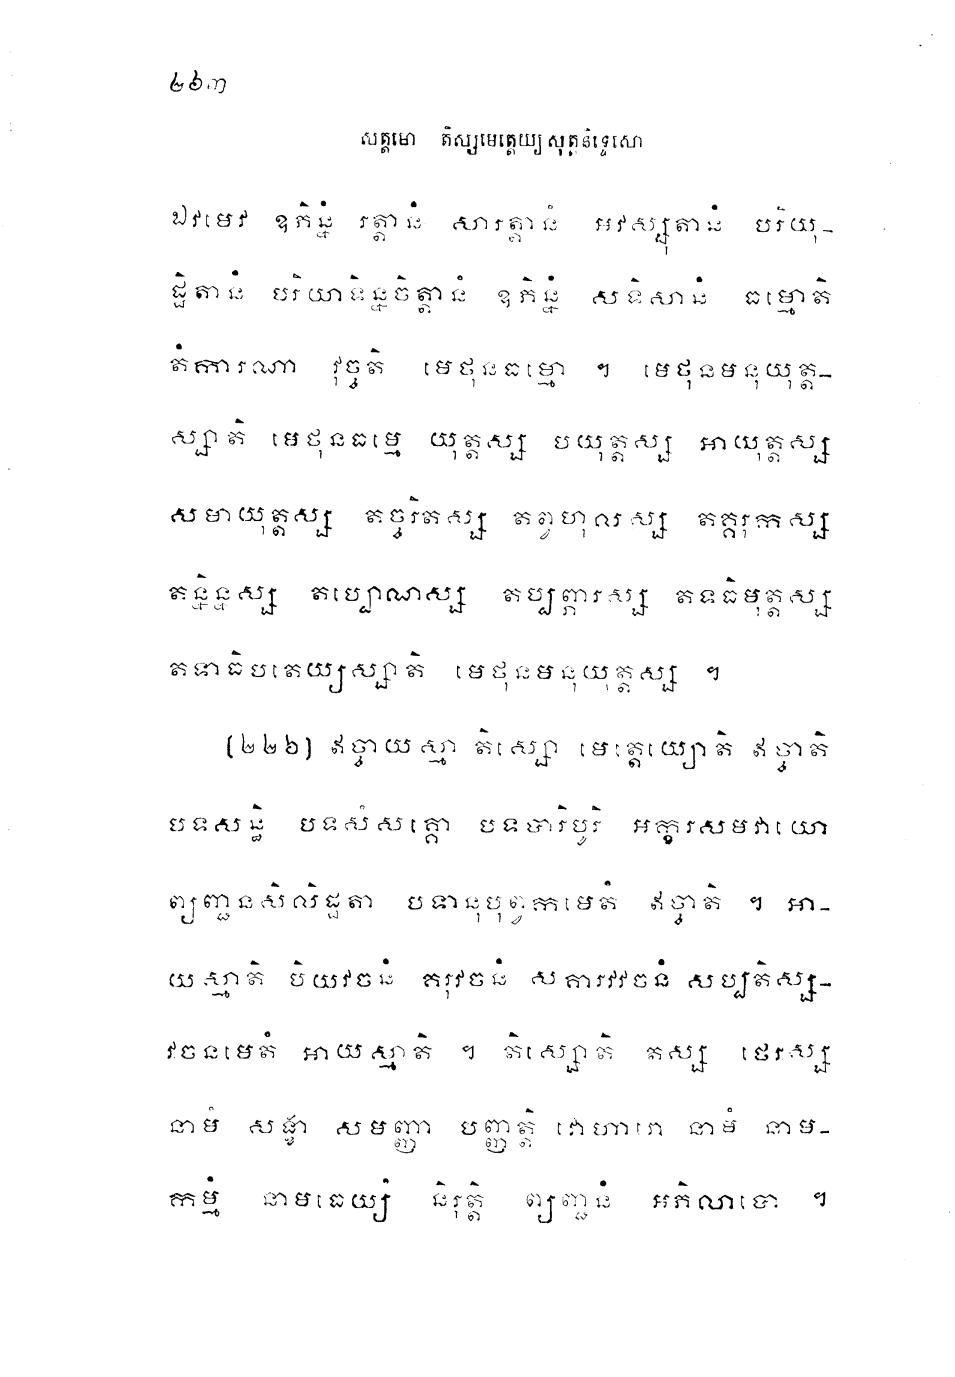 ២៦៣
សត្តមោ តិស្សមេត្តេយ្យសុត្តនិទ្ទេសោ
ឯវមេវ ឧភិន្នំ រត្តានំ សារត្តានំ អវស្សុតានំ បរិយុ-
ដ្ឋិតានំ បរិយាទិន្នចិត្តានំ ឧភិន្នំ សទិសានំ ធម្មោតិ
តំការណា វុច្ចតិ មេថុនធម្មោ ។ មេថុនមនុយុត្ត-
ស្សាតិ មេថុនធម្មេ យុត្តស្ស បយុត្តស្ស អាយុត្តស្ស
សមាយុត្តស្ស តច្ចរិតស្ស តព្វហុលស្ស តគ្គរុកស្ស
តន្និន្នស្ស តប្បោណស្ស តប្បព្ភារស្ស តទធិមុត្តស្ស
តទាធិបតេយ្យស្សាតិ មេថុនមនុយុត្តស្ស ។
(២២៦) ឥច្ចាយស្មា តិស្សោ មេត្តេយ្យោតិ ឥច្ចាតិ
បទសន្ធិ បទសំសគ្គោ បទបារិបូរិ អក្ខរសមវាយោ
ព្យញ្ជនសិលិដ្ឋតា បទានុបុព្វកមេតំ ឥច្ចាតិ ។ អា-
យស្មាតិ បិយវចនំ គរុវចនំ សគារវវចនំ សប្បតិស្ស-
វចនមេតំ អាយស្មាតិ ។ តិស្សោតិ តស្ស ថេរស្ស
នាមំ សង្ខា សមញ្ញា បញ្ញត្តិ វោហារោ នាមំ នាម-
កម្មំ នាមធេយ្យំ និរុត្តិ ព្យញ្ជនំ អភិលាបោ ។